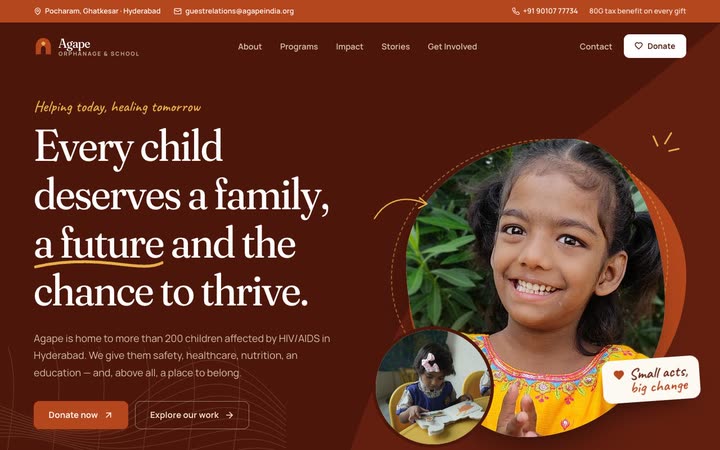 Pocharam, Ghatkesar · Hyderabad
guestrelations@agapeindia.org
+91 90107 77734
80G tax benefit on every gift
Agape
ORPHANAGE & SCHOOL
About
Programs
Impact
Stories
Get Involved
Contact
Donate
Helping today, healing tomorrow
Every child
deserves a family,
a future and the
chance to thrive.
Agape is home to more than 200 children affected by HIV/AIDS in
Hyderabad. We give them safety, healthcare, nutrition, an
education — and, above all, a place to belong.
Donate now
Explore our work
Small acts,
big change